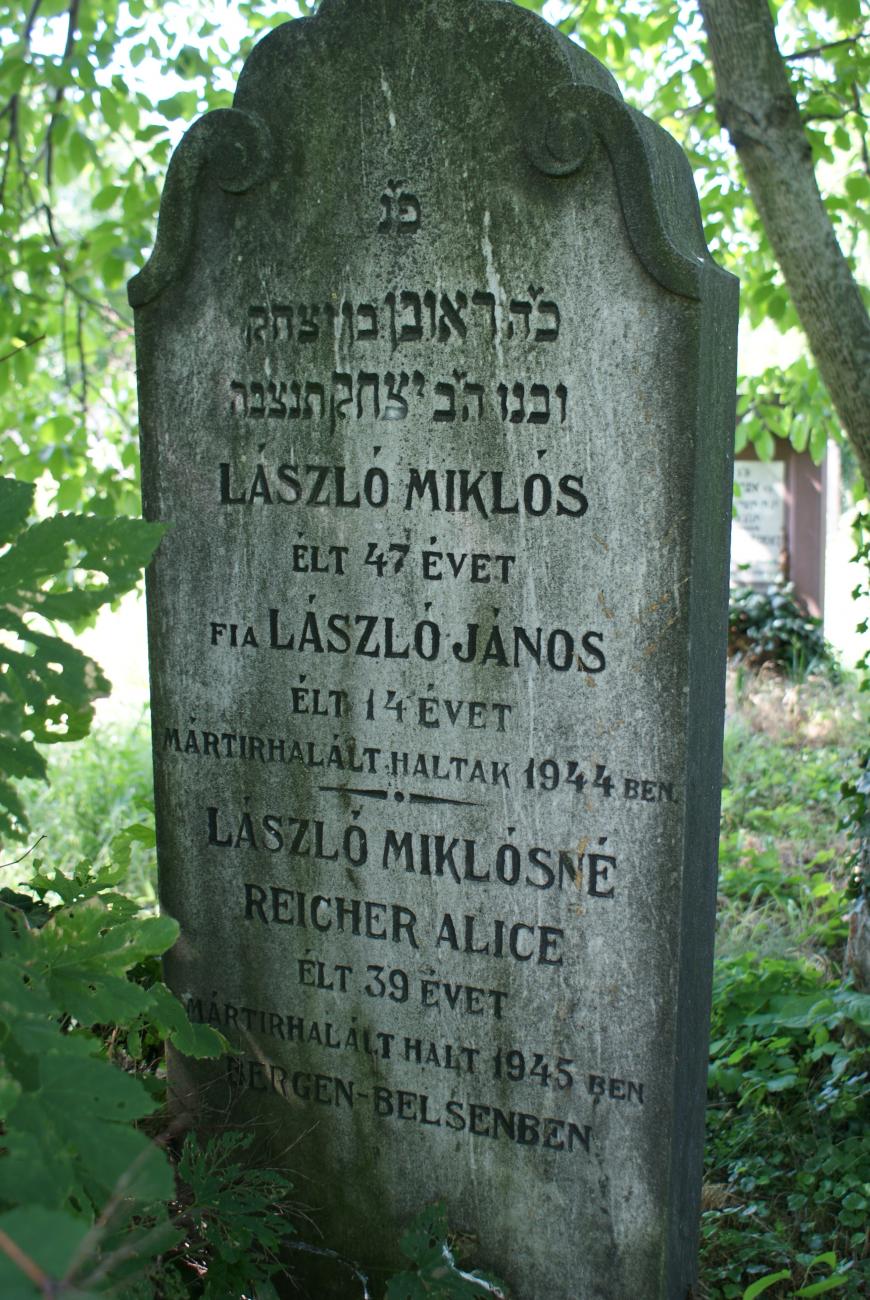 פ״נ
כ״ה ראובן בן יצחק
ובנו ה״ב יצחק תנצבה
LÁSZLÓ MIKLÓS
ÉLT 47 ÉVET
FIA LÁSZLÓ JÁNOS
ÉLT 14 ÉVET
MÁRTIRHALÁLT HALTAK 1944 BEN.
LÁSZLÓ MIKLÓSNÉ
REICHER ALICE
ÉLT 39 ÉVET
MÁRTIRHALÁLT HALT 1945 BEN
BERGEN-BELSENBEN